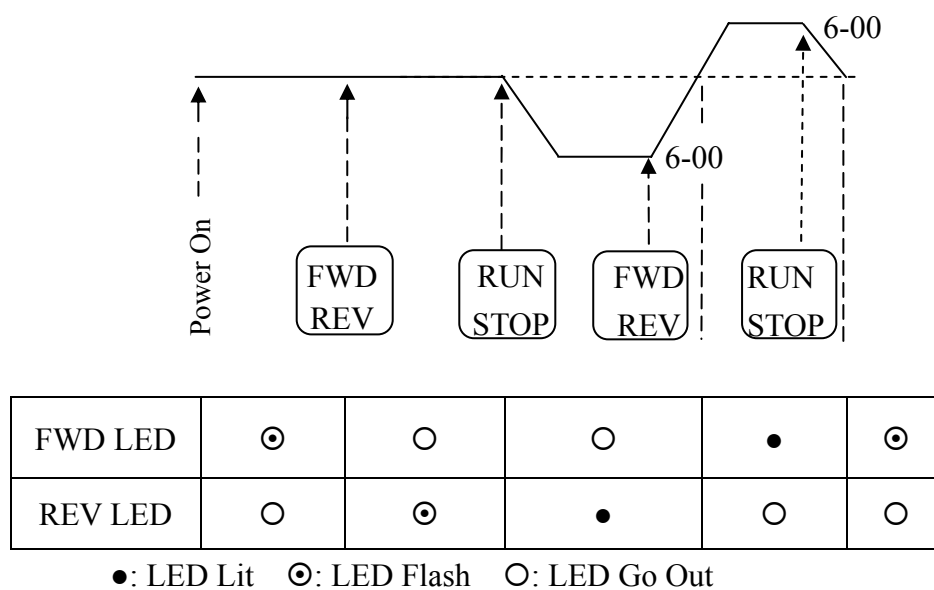 6-00
6-00
Power On
FWD
REV
RUN
STOP
FWD
REV
RUN
STOP
FWD LED ⊙ ○ ○ ● ⊙
REV LED ○ ⊙ ● ○ ○
●: LED Lit ⊙: LED Flash ○: LED Go Out